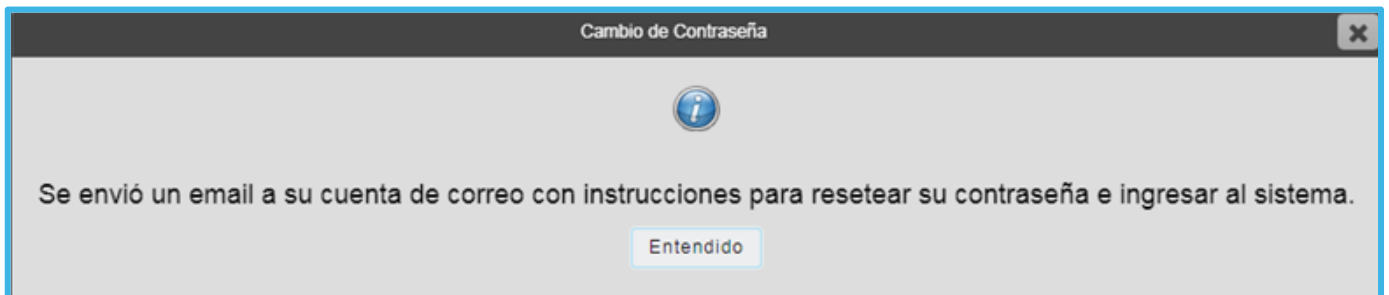 Cambio de Contraseña
Se envió un email a su cuenta de correo con instrucciones para resetear su contraseña e ingresar al sistema.
Entendido